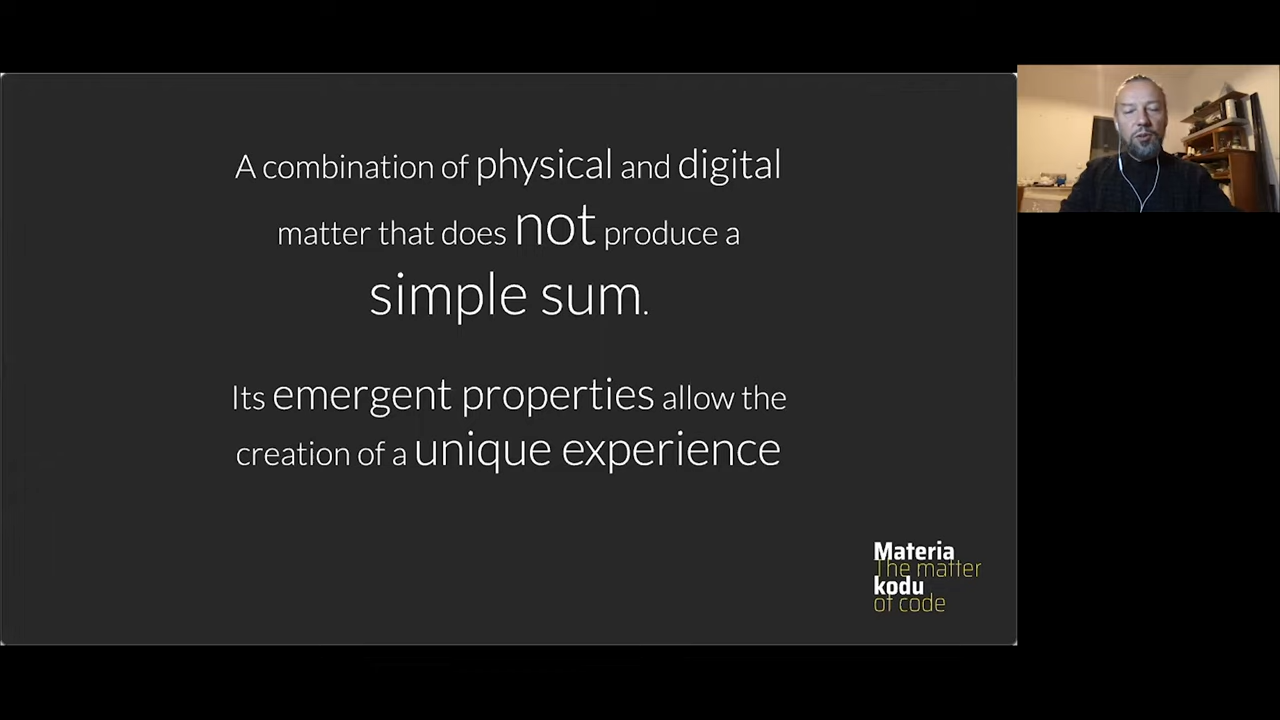 A combination of physical and digital
matter that does not produce a
simple sum.
Its emergent properties allow the
creation of a unique experience
Materia
The matter
kodu
of code